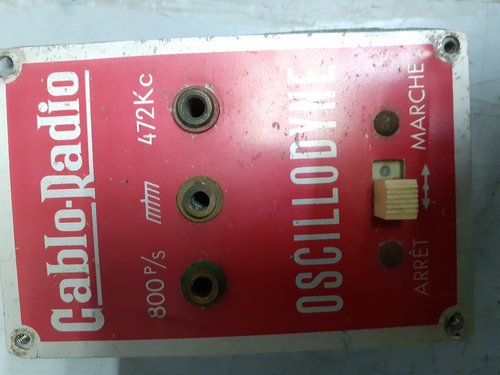 Cablo-Radio
800 P/s 472Kc
OSCILLODYNE
ARRÊT MARCHE